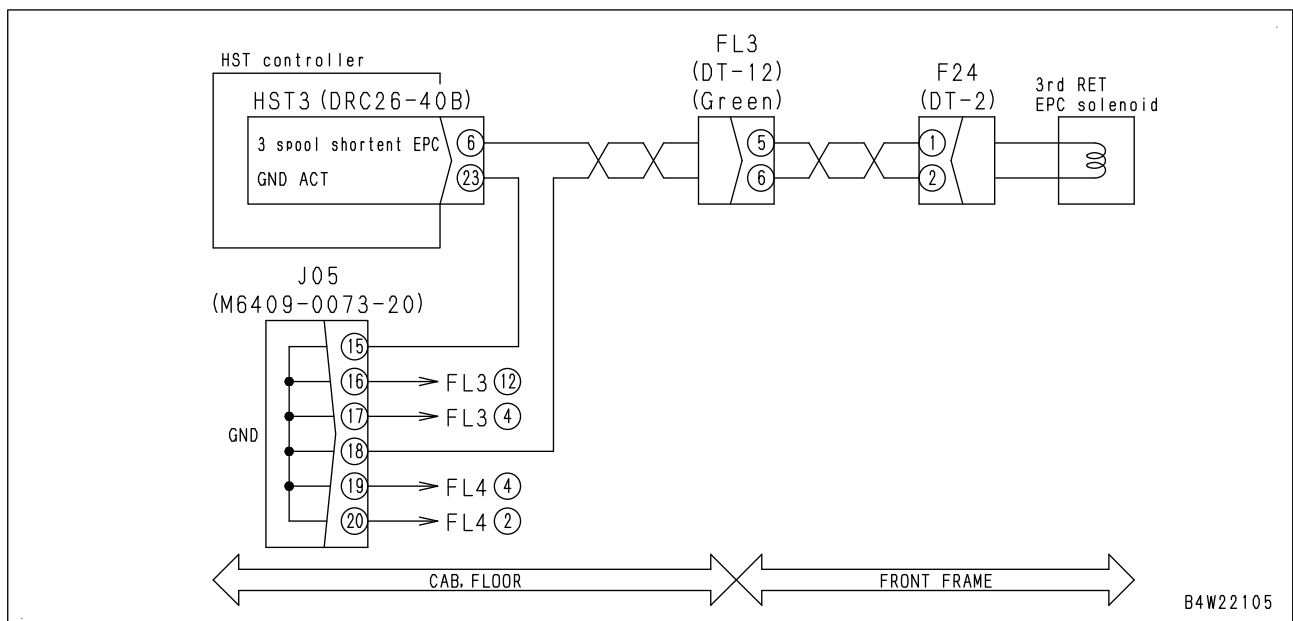 HST controller
HST3 (DRC26-40B)
3 spool shortent EPC
6
GND ACT
23
FL3
(DT-12)
(Green)
5
6
F24
(DT-2)
1
2
3rd RET
EPC solenoid
J05
(M6409-0073-20)
GND
15
16
FL3 12
17
FL3 4
18
19
FL4 4
20
FL4 2
CAB, FLOOR
FRONT FRAME
B4W22105